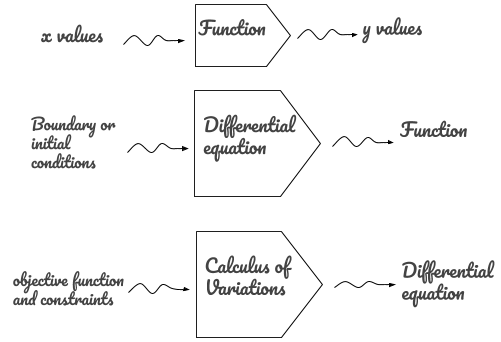 x values
Function
y values
Boundary or
initial
conditions
Differential
equation
Function
objective function
and constraints
Calculus of
Variations
Differential
equation